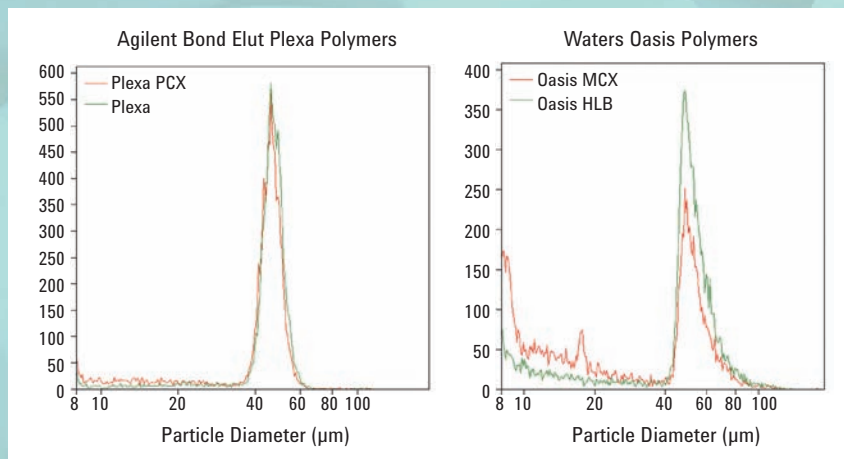 Agilent Bond Elut Plexa Polymers
600
550
500
450
400
350
300
250
200
150
100
50
0
Plexa PCX
Plexa
8 10 20 40 60 80 100
Particle Diameter (µm)
Waters Oasis Polymers
400
350
300
250
200
150
100
50
0
Oasis MCX
Oasis HLB
8 10 20 40 60 80 100
Particle Diameter (µm)